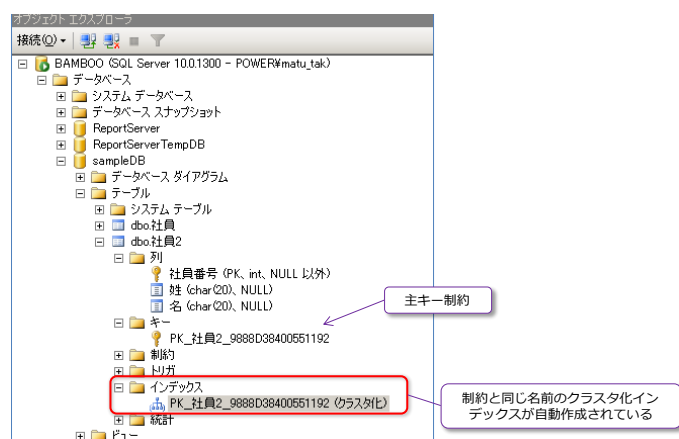 オブジェクト エクスプローラ
接続(O)
BAMBOO (SQL Server 10.0.1300 - POWER¥matu_tak)
データベース
システム データベース
データベース スナップショット
ReportServer
ReportServerTempDB
sampleDB
データベース ダイアグラム
テーブル
システム テーブル
dbo.社員
dbo.社員2
列
社員番号 (PK、int、NULL 以外)
姓 (char(20)、NULL)
名 (char(20)、NULL)
主キー制約
キー
PK_社員2_9888D38400551192
制約
トリガ
インデックス
PK_社員2_9888D38400551192 (クラスタ化)
制約と同じ名前のクラスタ化イン
デックスが自動作成されている
統計
ビュー